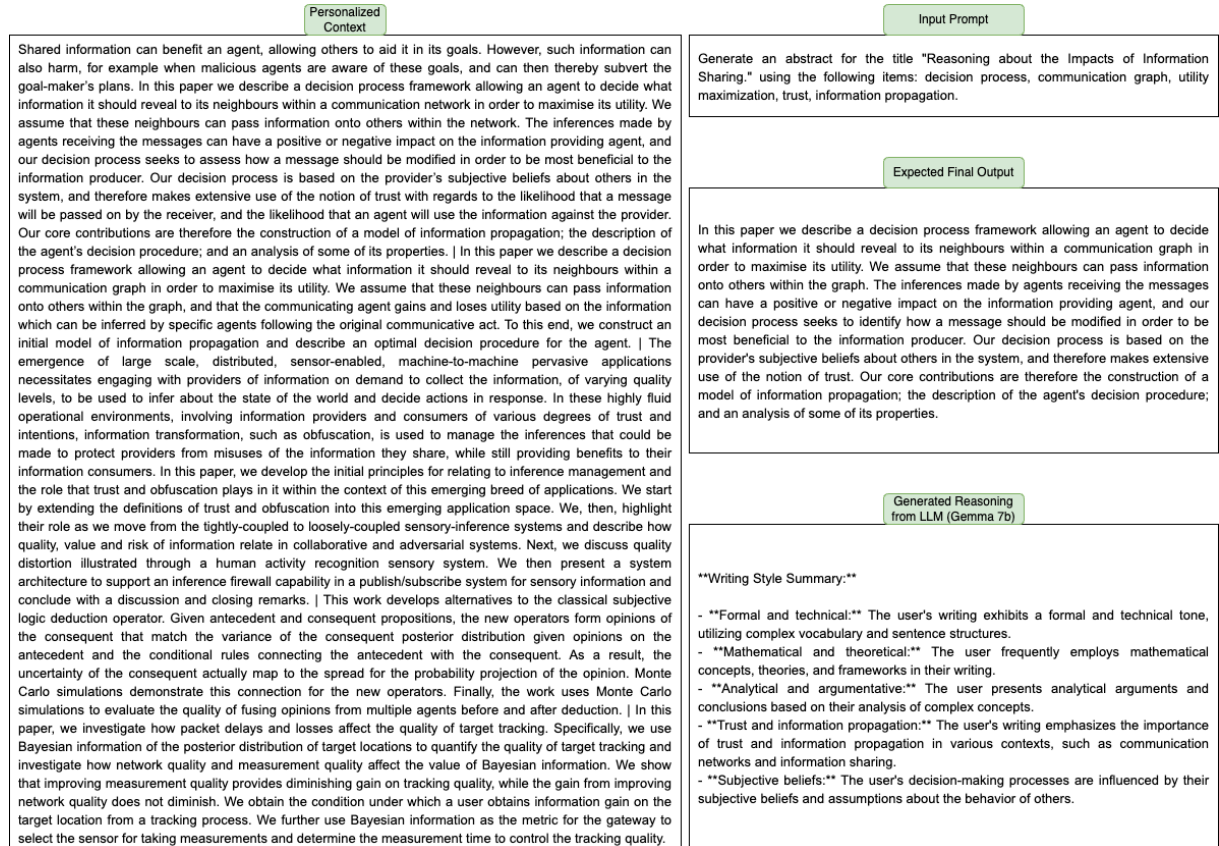 Personalized
Context
Shared information can benefit an agent, allowing others to aid it in its goals. However, such information can
also harm, for example when malicious agents are aware of these goals, and can then thereby subvert the
goal-maker's plans. In this paper we describe a decision process framework allowing an agent to decide what
information it should reveal to its neighbours within a communication network in order to maximise its utility. We
assume that these neighbours can pass information onto others within the network. The inferences made by
agents receiving the messages can have a positive or negative impact on the information providing agent, and
our decision process seeks to assess how a message should be modified in order to be most beneficial to the
information producer. Our decision process is based on the provider's subjective beliefs about others in the
system, and therefore makes extensive use of the notion of trust with regards to the likelihood that a message
will be passed on by the receiver, and the likelihood that an agent will use the information against the provider.
Our core contributions are therefore the construction of a model of information propagation; the description of
the agent's decision procedure; and an analysis of some of its properties. | In this paper we describe a decision
process framework allowing an agent to decide what information it should reveal to its neighbours within a
communication graph in order to maximise its utility. We assume that these neighbours can pass information
onto others within the graph, and that the communicating agent gains and loses utility based on the information
which can be inferred by specific agents following the original communicative act. To this end, we construct an
initial model of information propagation and describe an optimal decision procedure for the agent. | The
emergence of large scale, distributed, sensor-enabled, machine-to-machine pervasive applications
necessitates engaging with providers of information on demand to collect the information, of varying quality
levels, to be used to infer about the state of the world and decide actions in response. In these highly fluid
operational environments, involving information providers and consumers of various degrees of trust and
intentions, information transformation, such as obfuscation, is used to manage the inferences that could be
made to protect providers from misuses of the information they share, while still providing benefits to their
information consumers. In this paper, we develop the initial principles for relating to inference management and
the role that trust and obfuscation plays in it within the context of this emerging breed of applications. We start
by extending the definitions of trust and obfuscation into this emerging application space. We, then, highlight
their role as we move from the tightly-coupled to loosely-coupled sensory-inference systems and describe how
quality, value and risk of information relate in collaborative and adversarial systems. Next, we discuss quality
distortion illustrated through a human activity recognition sensory system. We then present a system
architecture to support an inference firewall capability in a publish/subscribe system for sensory information and
conclude with a discussion and closing remarks. | This work develops alternatives to the classical subjective
logic deduction operator. Given antecedent and consequent propositions, the new operators form opinions of
the consequent that match the variance of the consequent posterior distribution given opinions on the
antecedent and the conditional rules connecting the antecedent with the consequent. As a result, the
uncertainty of the consequent actually map to the spread for the probability projection of the opinion. Monte
Carlo simulations demonstrate this connection for the new operators. Finally, the work uses Monte Carlo
simulations to evaluate the quality of fusing opinions from multiple agents before and after deduction. | In this
paper, we investigate how packet delays and losses affect the quality of target tracking. Specifically, we use
Bayesian information of the posterior distribution of target locations to quantify the quality of target tracking and
investigate how network quality and measurement quality affect the value of Bayesian information. We show
that improving measurement quality provides diminishing gain on tracking quality, while the gain from improving
network quality does not diminish. We obtain the condition under which a user obtains information gain on the
target location from a tracking process. We further use Bayesian information as the metric for the gateway to
select the sensor for taking measurements and determine the measurement time to control the tracking quality.
Input Prompt
Generate an abstract for the title "Reasoning about the Impacts of Information
Sharing." using the following items: decision process, communication graph, utility
maximization, trust, information propagation.
Expected Final Output
In this paper we describe a decision process framework allowing an agent to decide
what information it should reveal to its neighbours within a communication graph in
order to maximise its utility. We assume that these neighbours can pass information
onto others within the graph. The inferences made by agents receiving the messages
can have a positive or negative impact on the information providing agent, and our
decision process seeks to identify how a message should be modified in order to be
most beneficial to the information producer. Our decision process is based on the
provider's subjective beliefs about others in the system, and therefore makes extensive
use of the notion of trust. Our core contributions are therefore the construction of a
model of information propagation; the description of the agent's decision procedure;
and an analysis of some of its properties.
Generated Reasoning
from LLM (Gemma 7b)
**Writing Style Summary:**
- **Formal and technical:** The user's writing exhibits a formal and technical tone,
utilizing complex vocabulary and sentence structures.
- **Mathematical and theoretical:** The user frequently employs mathematical
concepts, theories, and frameworks in their writing.
- **Analytical and argumentative:** The user presents analytical arguments and
conclusions based on their analysis of complex concepts.
- **Trust and information propagation:** The user's writing emphasizes the importance
of trust and information propagation in various contexts, such as communication
networks and information sharing.
- **Subjective beliefs:** The user's decision-making processes are influenced by their
subjective beliefs and assumptions about the behavior of others.